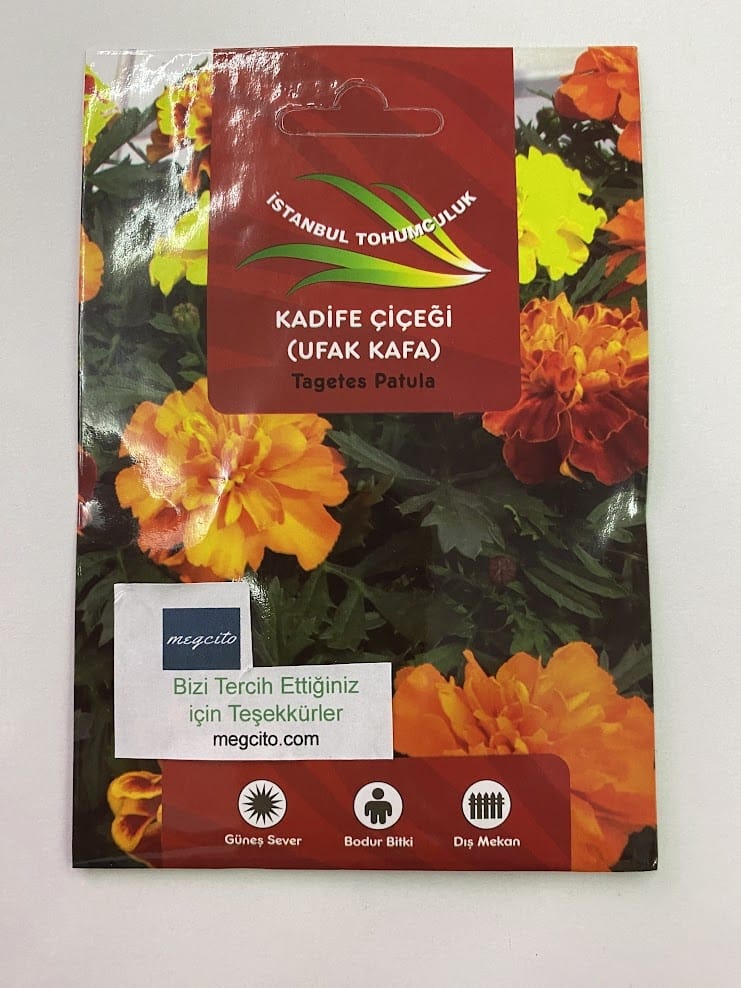 İSTANBUL TOHUMCULUK
KADİFE ÇİÇEĞİ
(UFAK KAFA)
Tagetes Patula
megcito
Bizi Tercih Ettiğiniz
için Teşekkürler
megcito.com
Güneş Sever
Bodur Bitki
Dış Mekan